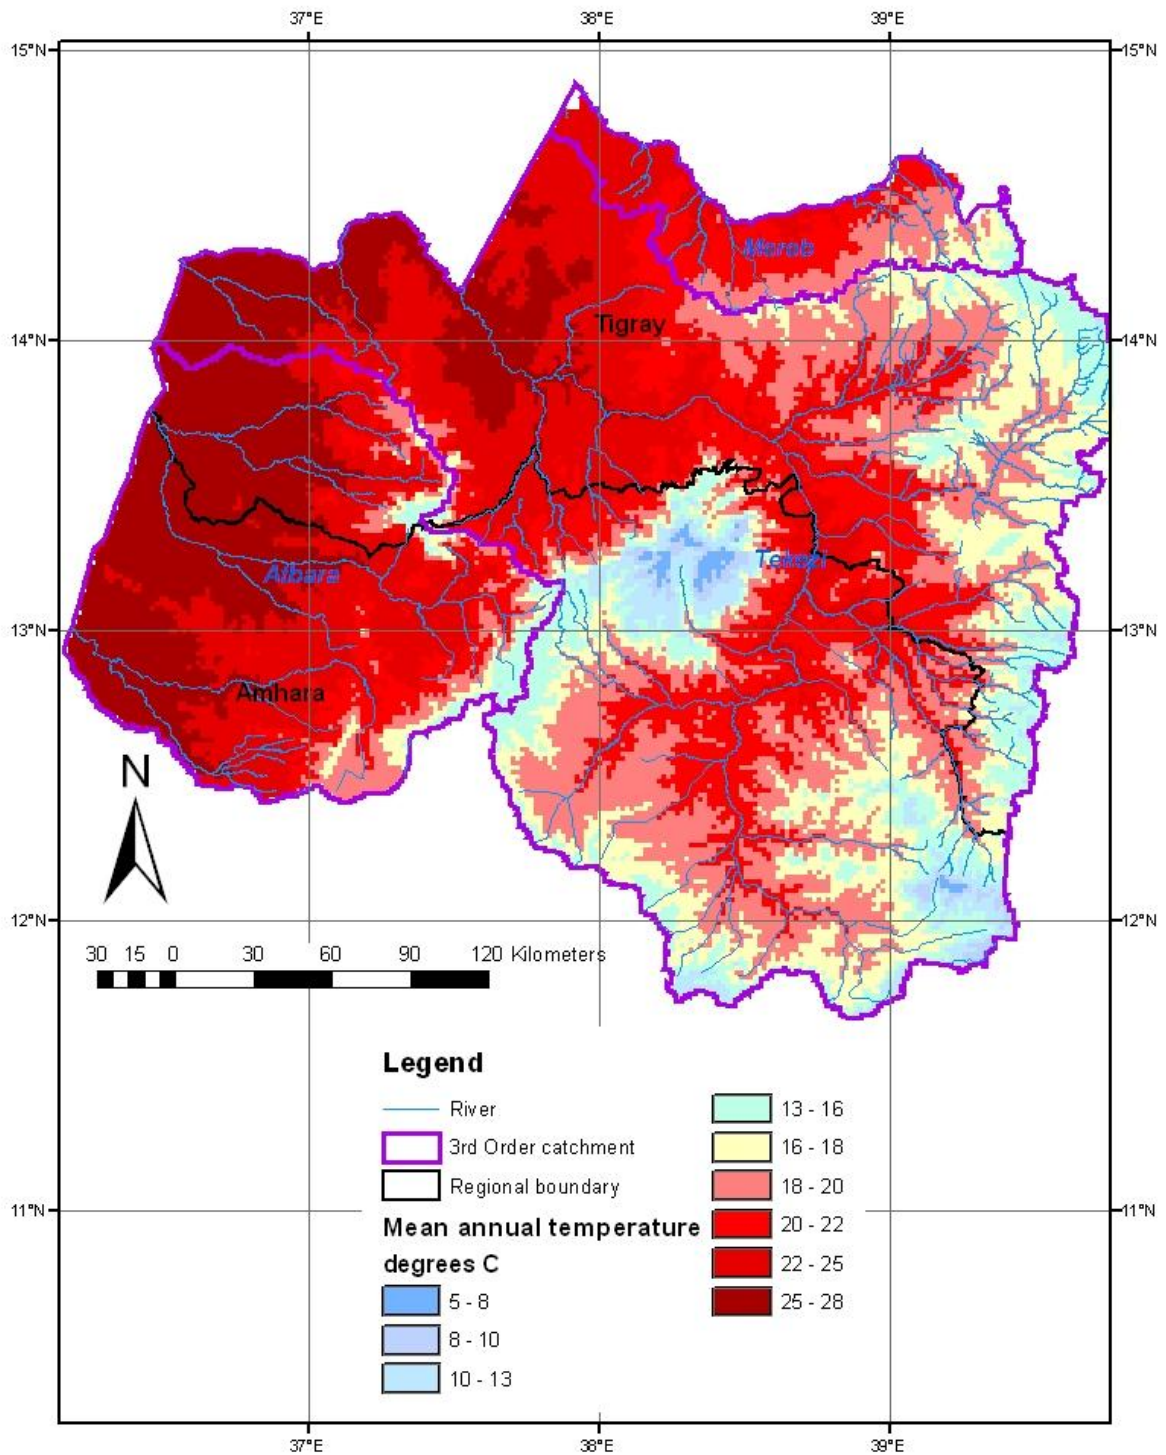 37°E 38°E 39°E
15°N 15°N
Mereb
Tigray
14°N 14°N
Tekezi
Atbara
13°N 13°N
Amhara
N
12°N 12°N
30 15 0 30 60 90 120 Kilometers
Legend
River
3rd Order catchment
Regional boundary
Mean annual temperature
degrees C
5 - 8
8 - 10
10 - 13
13 - 16
16 - 18
18 - 20
20 - 22
22 - 25
25 - 28
11°N 11°N
37°E 38°E 39°E